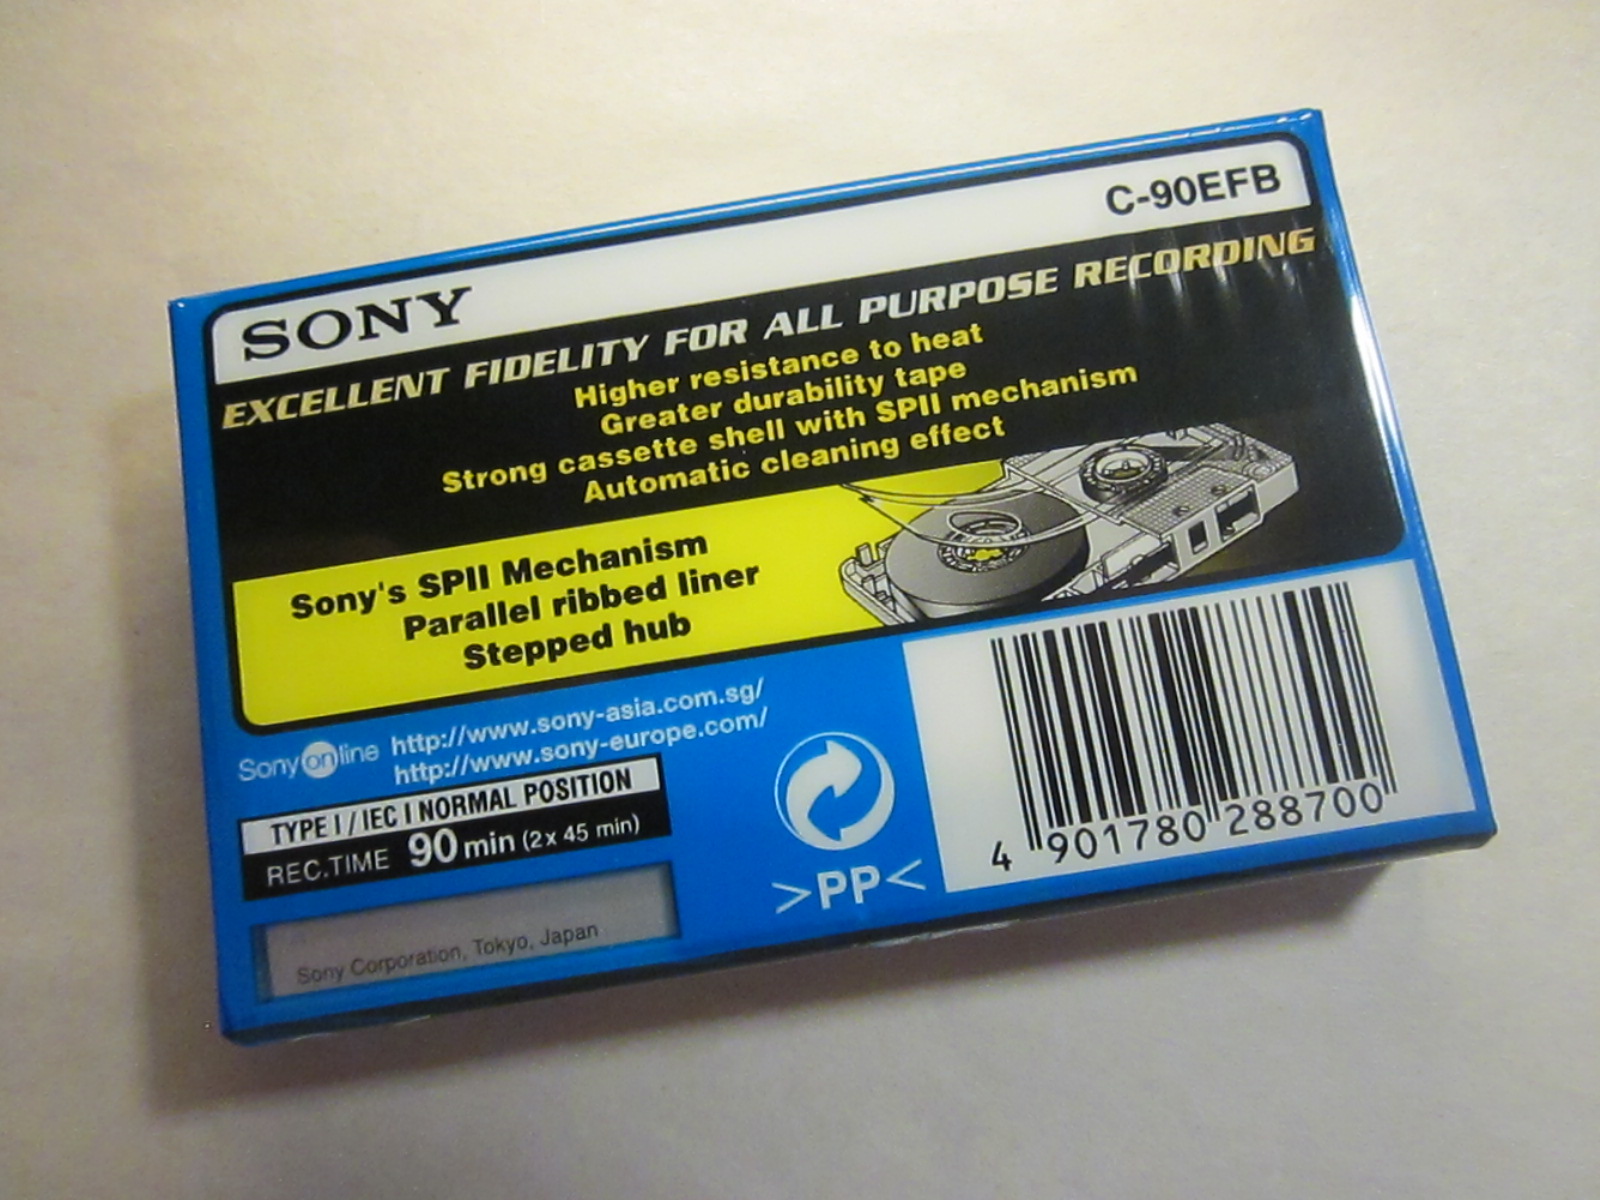 SONY
C-90EFB
EXCELLENT FIDELITY FOR ALL PURPOSE RECORDING
Higher resistance to heat
Greater durability tape
Strong cassette shell with SPII mechanism
Automatic cleaning effect
Sony's SPII Mechanism
Parallel ribbed liner
Stepped hub
Sony online http://www.sony-asia.com.sg/
http://www.sony-europe.com/
TYPE I / IEC I NORMAL POSITION
REC.TIME 90 min (2 x 45 min)
Sony Corporation, Tokyo, Japan
>PP<
4 901780 288700